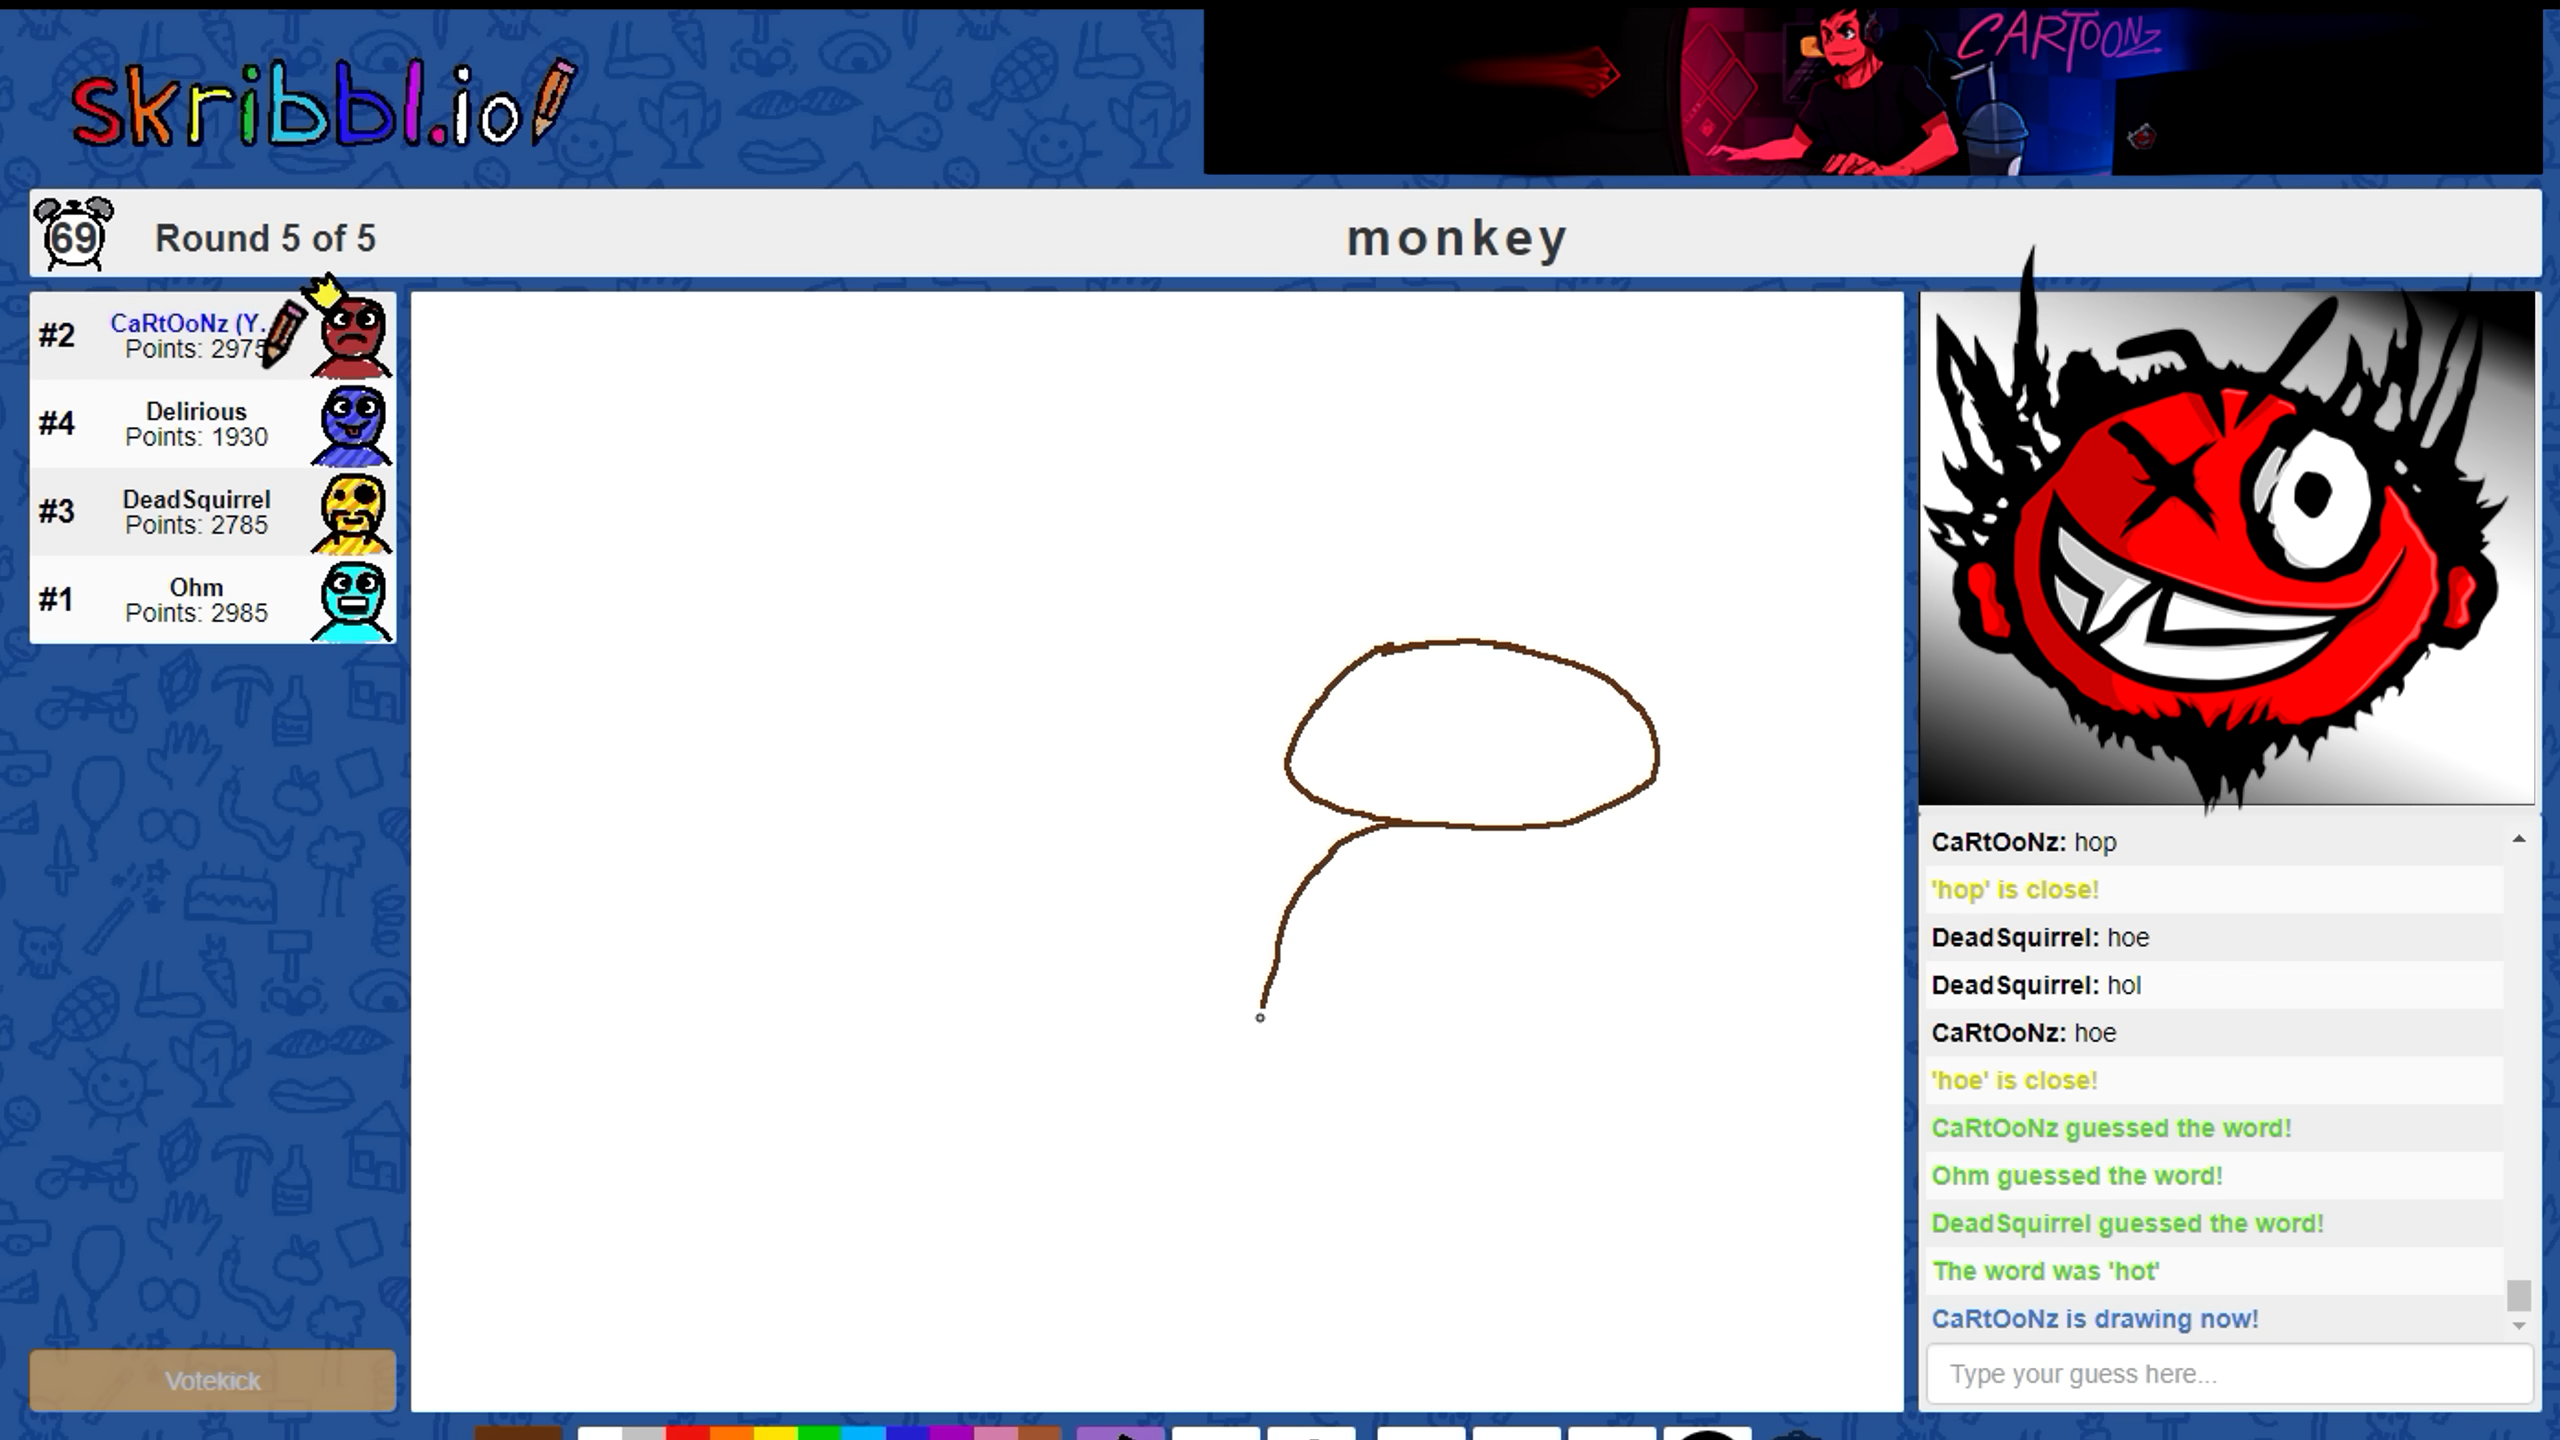 skribbl.io
CARTOONZ
69
Round 5 of 5
monkey
#2
CaRtOoNz (Y.
Points: 2975
#4
Delirious
Points: 1930
#3
DeadSquirrel
Points: 2785
#1
Ohm
Points: 2985
CaRtOoNz: hop
'hop' is close!
DeadSquirrel: hoe
DeadSquirrel: hol
CaRtOoNz: hoe
'hoe' is close!
CaRtOoNz guessed the word!
Ohm guessed the word!
DeadSquirrel guessed the word!
The word was 'hot'
CaRtOoNz is drawing now!
Type your guess here...
Votekick